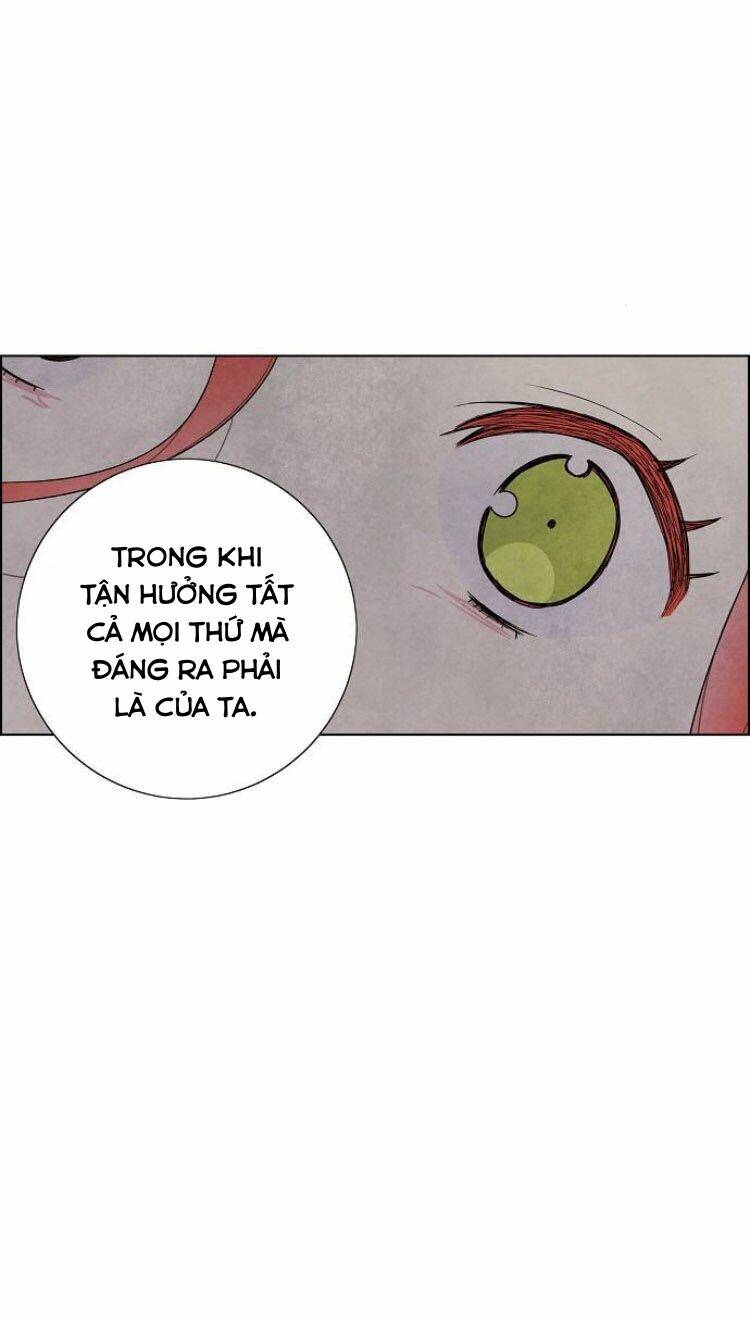 TRONG KHI
TẬN HƯỞNG TẤT
CẢ MỌI THỨ MÀ
ĐÁNG RA PHẢI
LÀ CỦA TA.